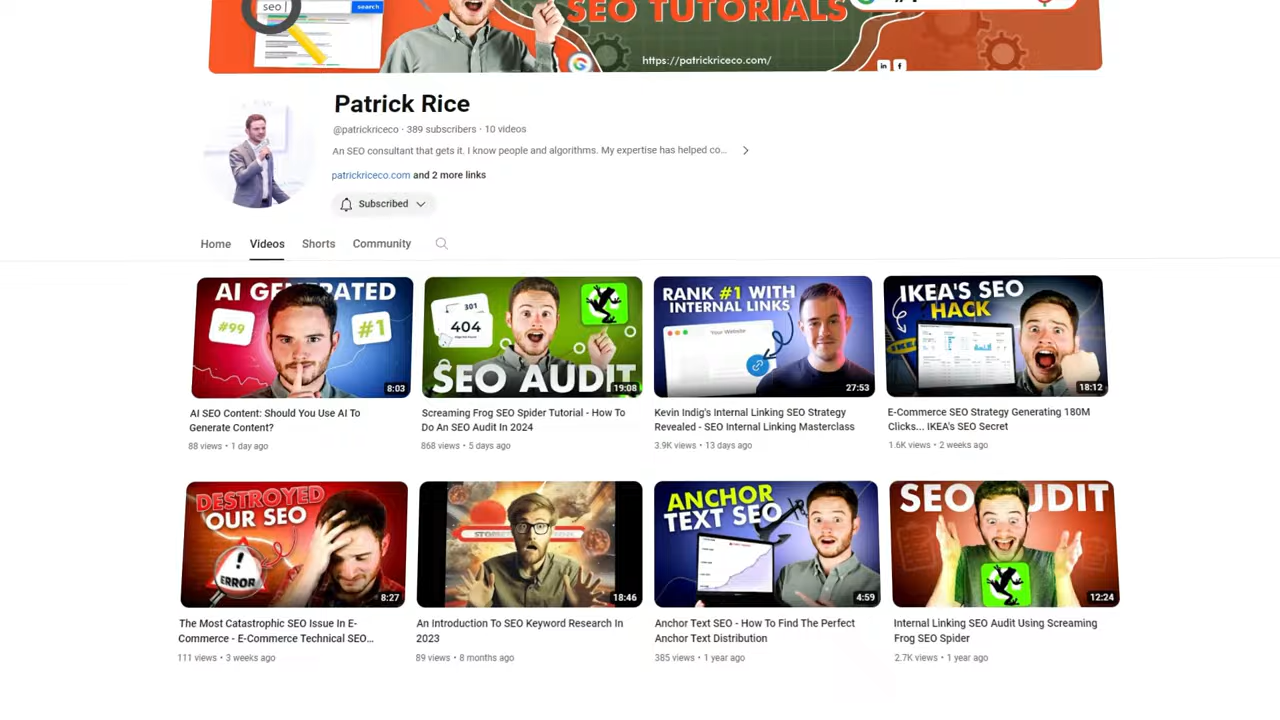 seo
search
SEO TUTORIALS
https://patrickriceco.com/
in f
Patrick Rice
@patrickriceco · 389 subscribers · 10 videos
An SEO consultant that gets it. I know people and algorithms. My expertise has helped co...
patrickriceco.com and 2 more links
Subscribed
Home Videos Shorts Community
AI GENERATED
#99
#1
8:03
301
404
SEO AUDIT
19:08
RANK #1 WITH
INTERNAL LINKS
Your Website
27:53
IKEA'S SEO
HACK
18:12
AI SEO Content: Should You Use AI To
Generate Content?
88 views • 1 day ago
Screaming Frog SEO Spider Tutorial - How To
Do An SEO Audit In 2024
868 views • 5 days ago
Kevin Indig's Internal Linking SEO Strategy
Revealed - SEO Internal Linking Masterclass
3.9K views • 13 days ago
E-Commerce SEO Strategy Generating 180M
Clicks... IKEA's SEO Secret
1.6K views • 2 weeks ago
DESTROYED
OUR SEO
!
ERROR
8:27
18:46
ANCHOR
TEXT SEO
4:59
SEO AUDIT
12:24
The Most Catastrophic SEO Issue In E-
Commerce - E-Commerce Technical SEO...
111 views • 3 weeks ago
An Introduction To SEO Keyword Research In
2023
89 views • 8 months ago
Anchor Text SEO - How To Find The Perfect
Anchor Text Distribution
385 views • 1 year ago
Internal Linking SEO Audit Using Screaming
Frog SEO Spider
2.7K views • 1 year ago